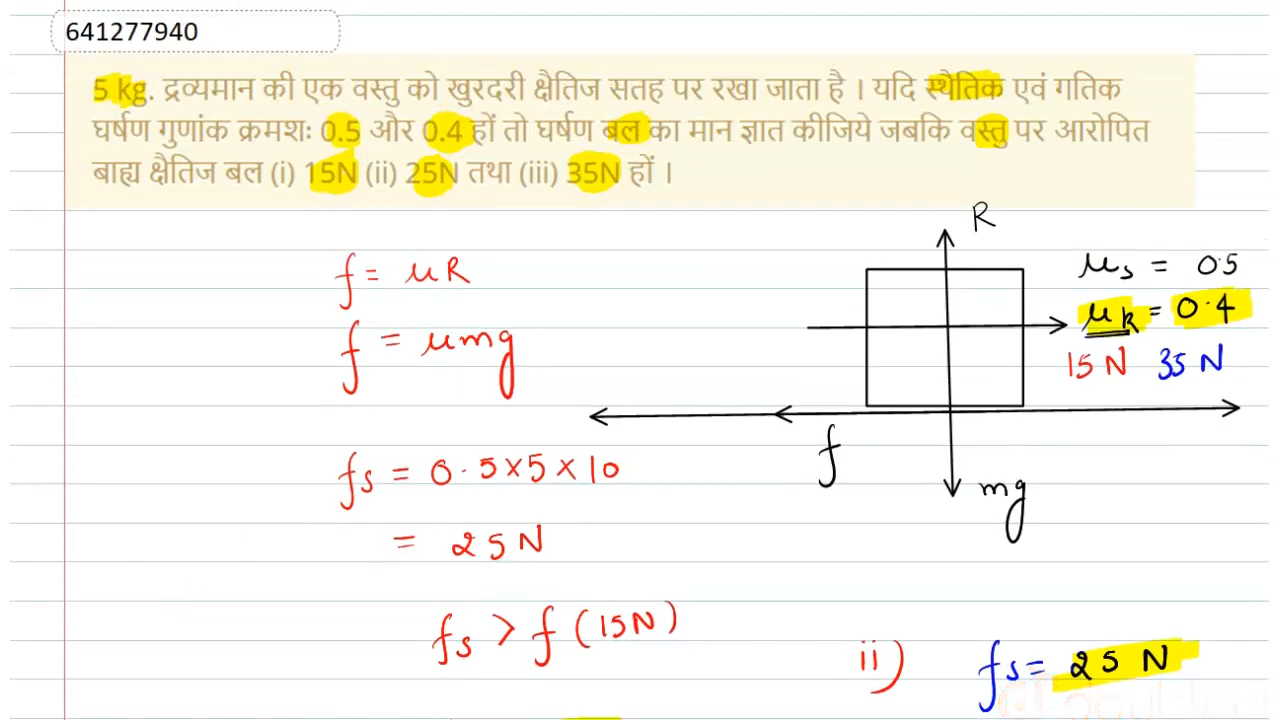 641277940
5 kg. द्रव्यमान की एक वस्तु को खुरदरी क्षैतिज सतह पर रखा जाता है । यदि स्थैतिक एवं गतिक
घर्षण गुणांक क्रमशः 0.5 और 0.4 हों तो घर्षण बल का मान ज्ञात कीजिये जबकि वस्तु पर आरोपित
बाह्य क्षैतिज बल (i) 15N (ii) 25N तथा (iii) 35N हों ।
R
f = μR
μs = 0.5
μk = 0.4
f = μmg
15 N 35 N
f
fs = 0.5×5×10
mg
= 25 N
fs > f (15N)
ii) fs = 25 N